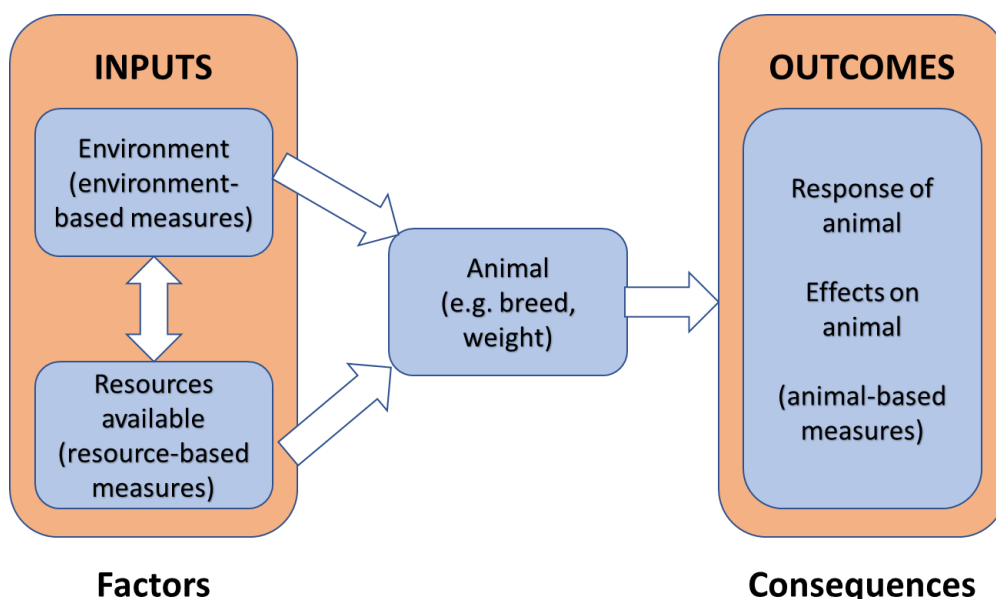 INPUTS
Environment
(environment-
based measures)
Resources
available
(resource-based
measures)
Factors
Animal
(e.g. breed,
weight)
OUTCOMES
Response of
animal
Effects on
animal
(animal-based
measures)
Consequences